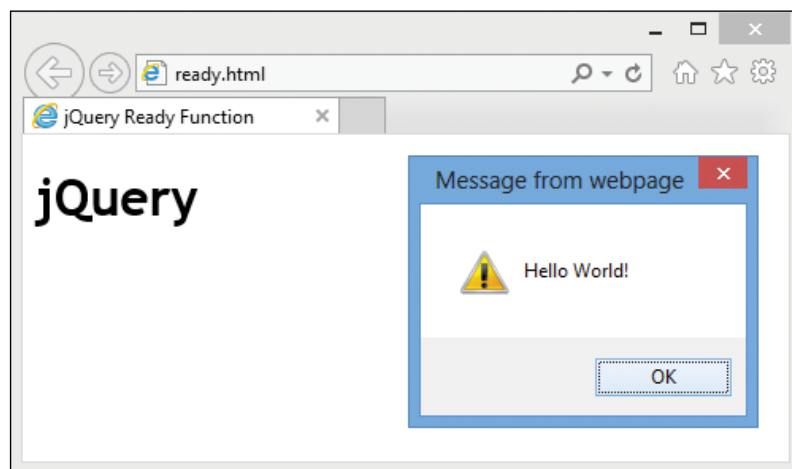 ready.html
jQuery Ready Function
jQuery
Message from webpage
Hello World!
OK